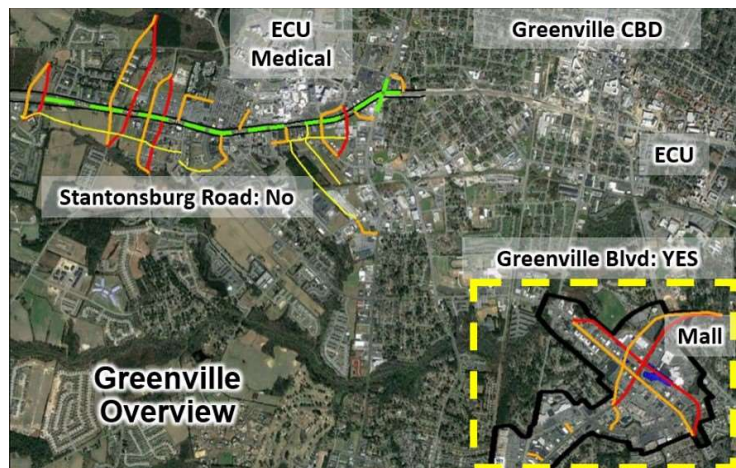 ECU
Medical
Greenville CBD
ECU
Stantonsburg Road: No
Greenville Blvd: YES
Mall
Greenville
Overview